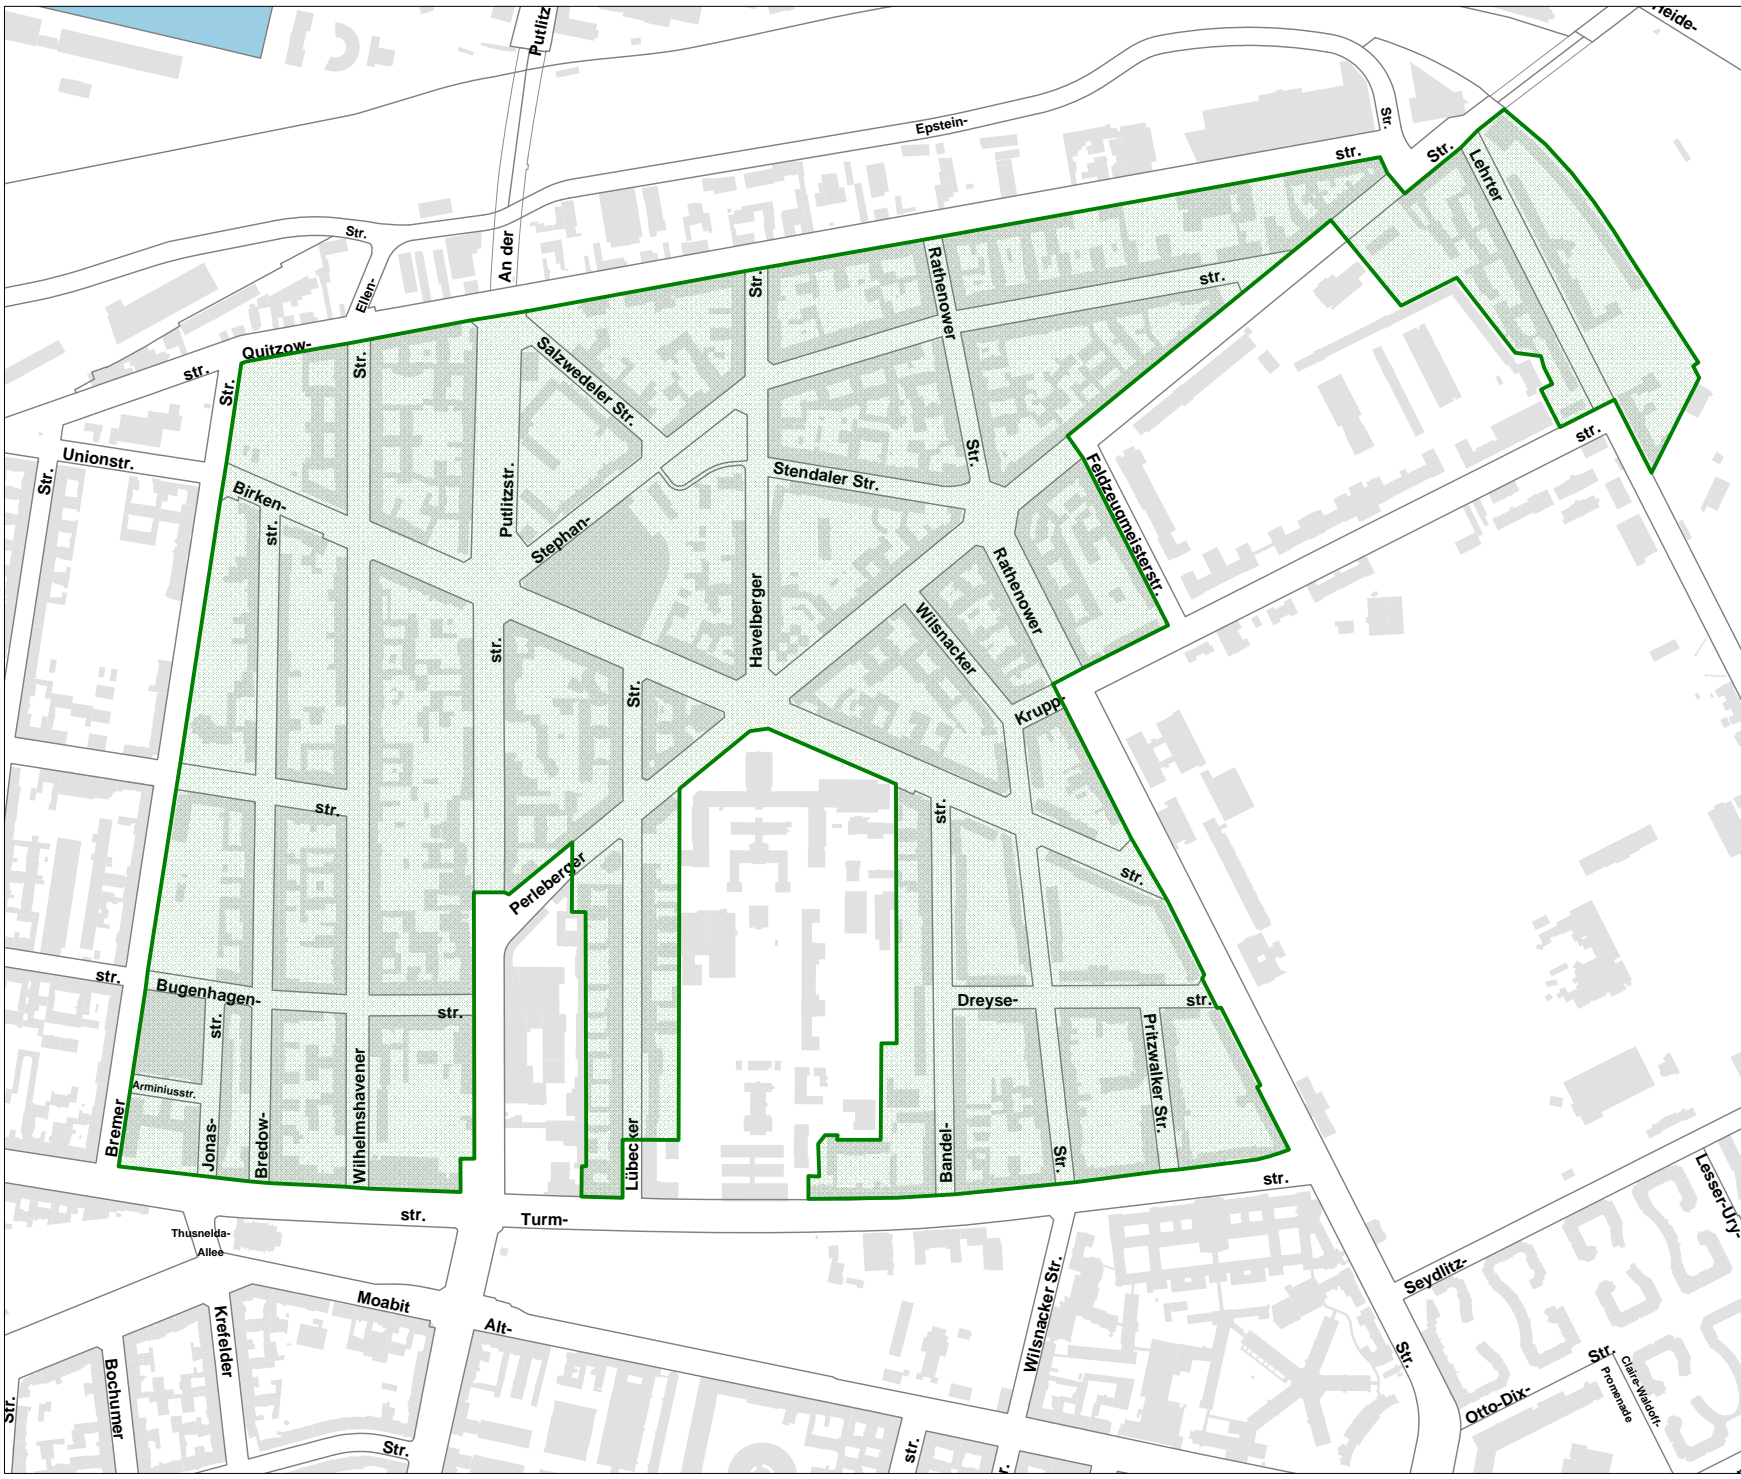 Putlitz
Heide-
Epstein-
Str.
str.
Str.
Lehrter
Str.
An der
Ellen-
Rathenower
str.
Str.
Quitzow-
str.
Str.
Str.
Salzwedeler Str.
Unionstr.
Str.
Birken-
str.
Putlitzstr.
Stephan-
Stendaler Str.
Str.
Feldzeugmeisterstr.
str.
Rathenower
Havelberger
Wilsnacker
str.
Str.
Krupp-
str.
str.
Perleberger
str.
str.
Bugenhagen-
str.
str.
Dreyse-
str.
Pritzwalker Str.
Arminiusstr.
Bremer
Jonas-
Bredow-
Wilhelmshavener
Lübecker
Bandel-
Str.
str.
str.
Turm-
Thusnelda-
Allee
Lesser-Ury-
Seydlitz-
Moabit
Alt-
Krefelder
Bochumer
Wilsnacker Str.
Str.
Str.
Otto-Dix-
Claire-Waldoff-
Promenade
Str.
Str.
str.